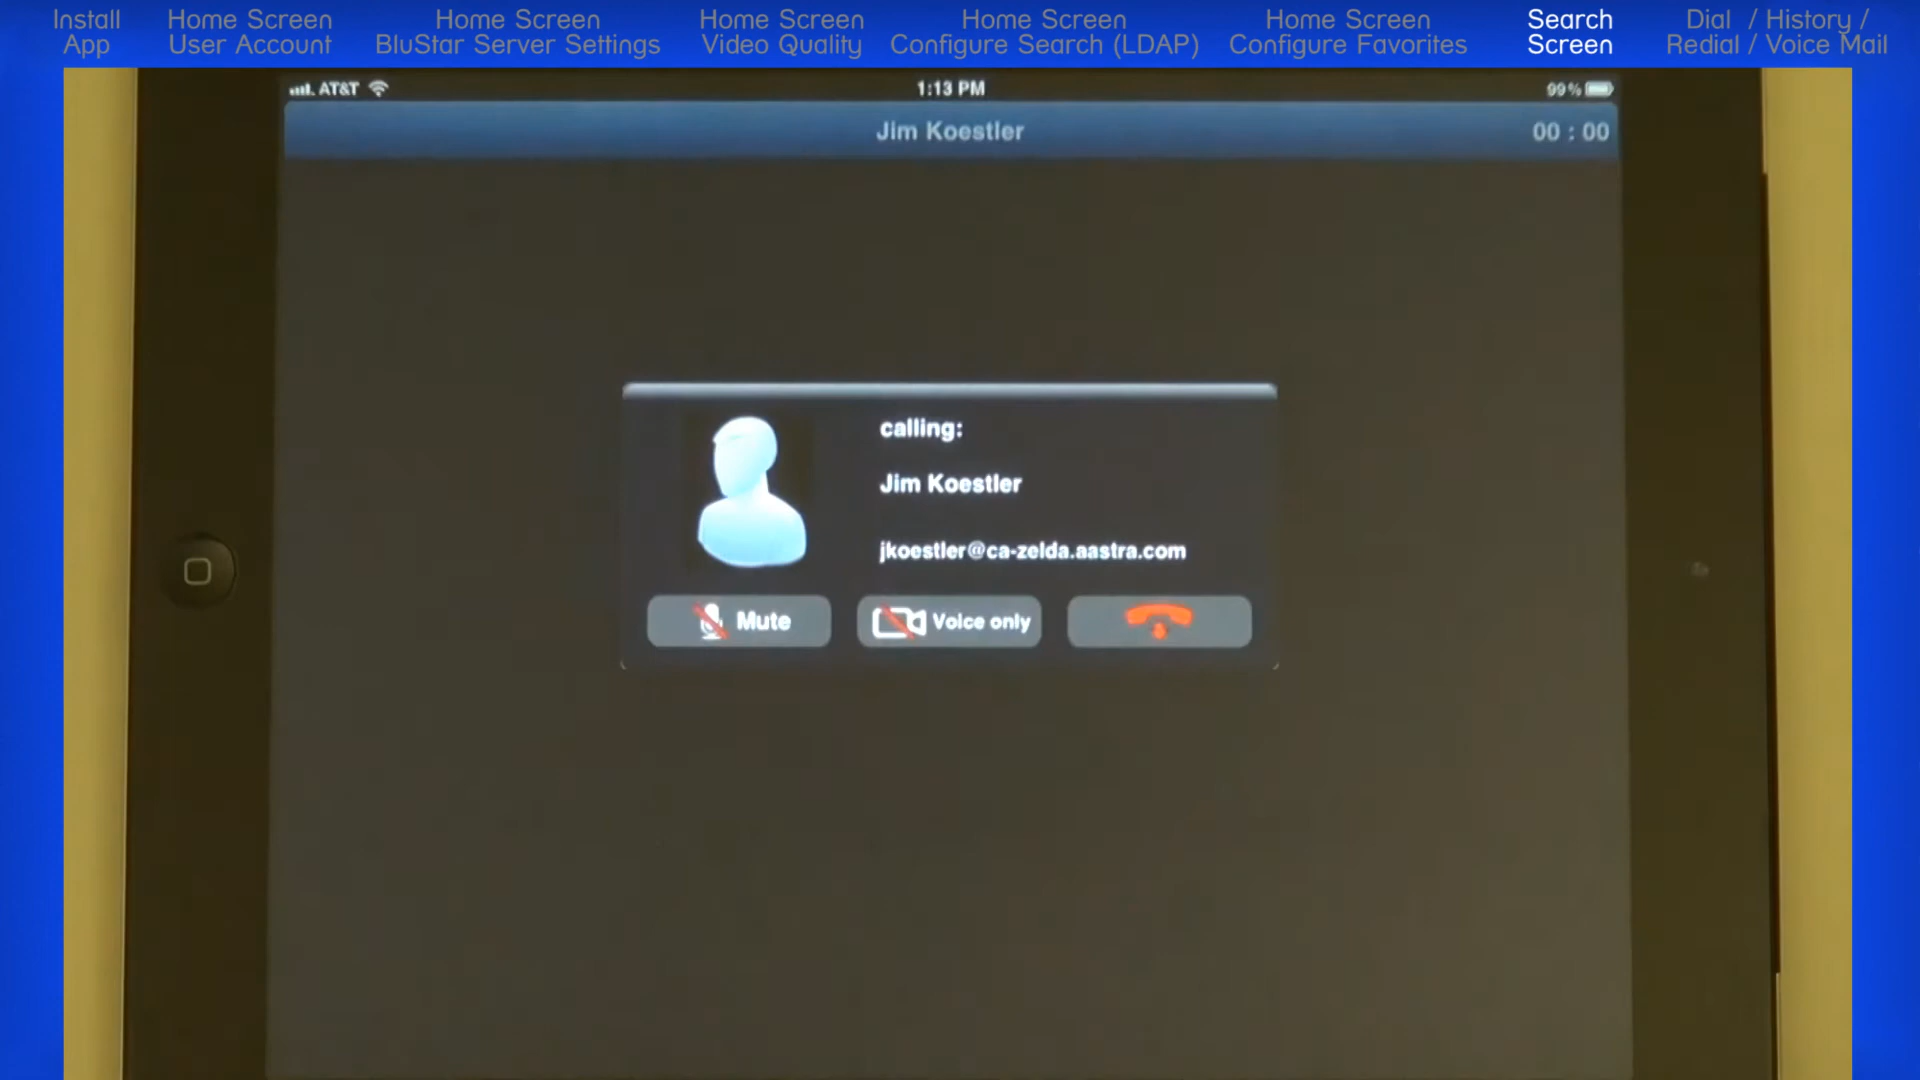 Install
App
Home Screen
User Account
Home Screen
BluStar Server Settings
Home Screen
Video Quality
Home Screen
Configure Search (LDAP)
Home Screen
Configure Favorites
Search
Screen
Dial / History /
Redial / Voice Mail
AT&T
1:13 PM
99%
Jim Koestler
00 : 00
calling:
Jim Koestler
jkoestler@ca-zelda.aastra.com
Mute
Voice only